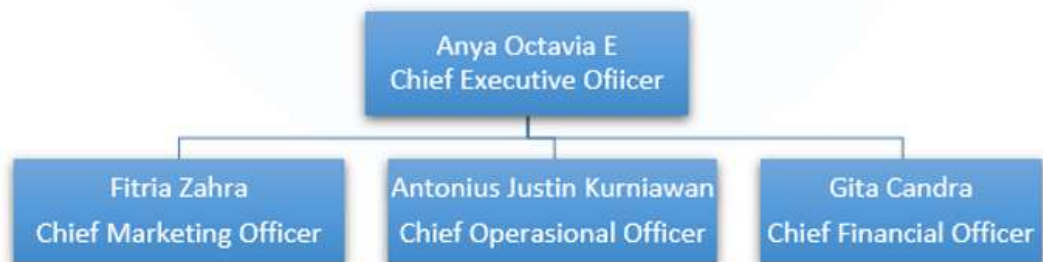 Anya Octavia E
Chief Executive Ofiicer
Fitria Zahra
Chief Marketing Officer
Antonius Justin Kurniawan
Chief Operasional Officer
Gita Candra
Chief Financial Officer